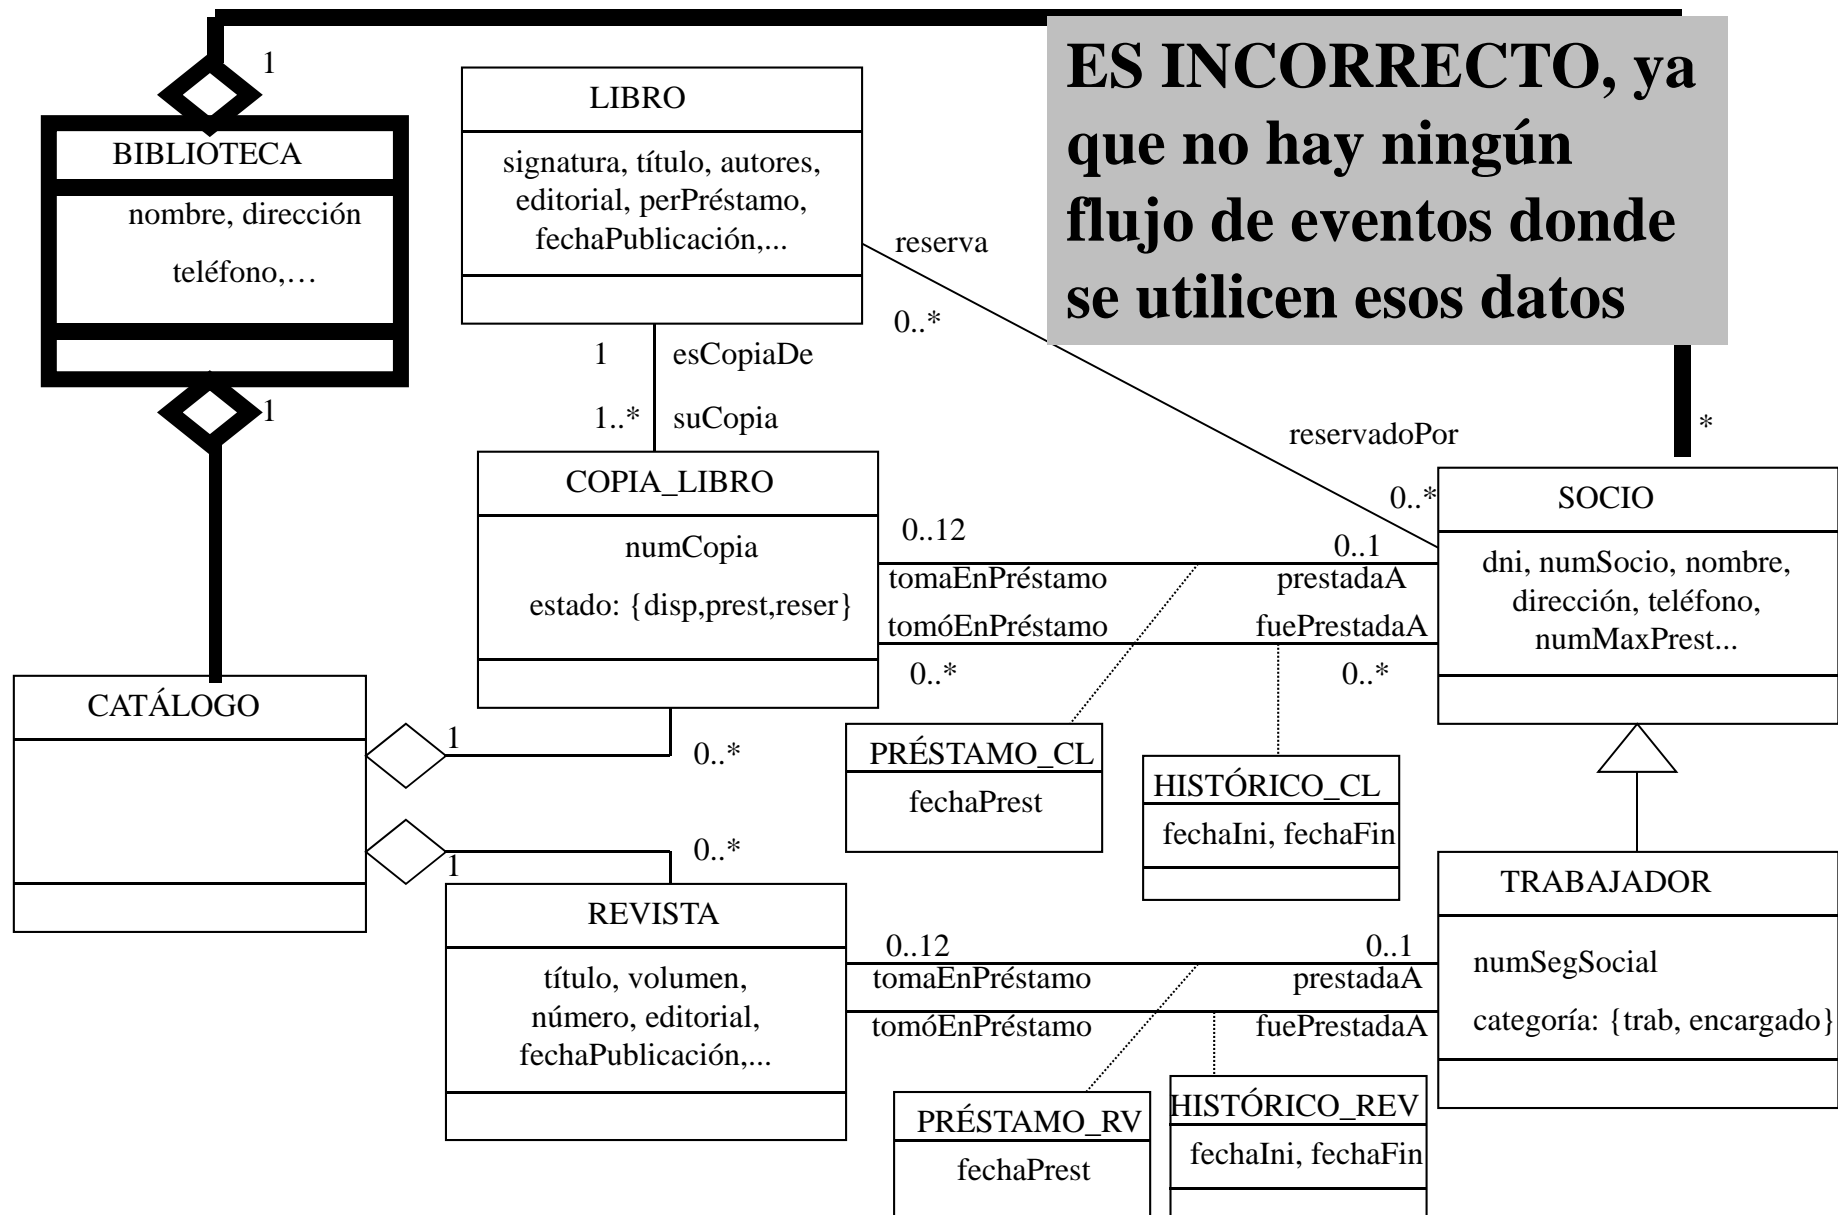 1
ES INCORRECTO, ya
que no hay ningún
flujo de eventos donde
se utilicen esos datos
BIBLIOTECA
nombre, dirección
teléfono,…
1
LIBRO
signatura, título, autores,
editorial, perPréstamo,
fechaPublicación,...
reserva
0..*
1
esCopiaDe
1..*
suCopia
reservadoPor
0..*
*
COPIA_LIBRO
numCopia
estado: {disp,prest,reser}
0..12
0..1
tomaEnPréstamo
prestadaA
tomóEnPréstamo
fuePrestadaA
0..*
0..*
SOCIO
dni, numSocio, nombre,
dirección, teléfono,
numMaxPrest...
CATÁLOGO
1
0..*
1
0..*
PRÉSTAMO_CL
fechaPrest
HISTÓRICO_CL
fechaIni, fechaFin
REVISTA
título, volumen,
número, editorial,
fechaPublicación,...
0..12
0..1
tomaEnPréstamo
prestadaA
tomóEnPréstamo
fuePrestadaA
TRABAJADOR
numSegSocial
categoría: {trab, encargado}
PRÉSTAMO_RV
fechaPrest
HISTÓRICO_REV
fechaIni, fechaFin